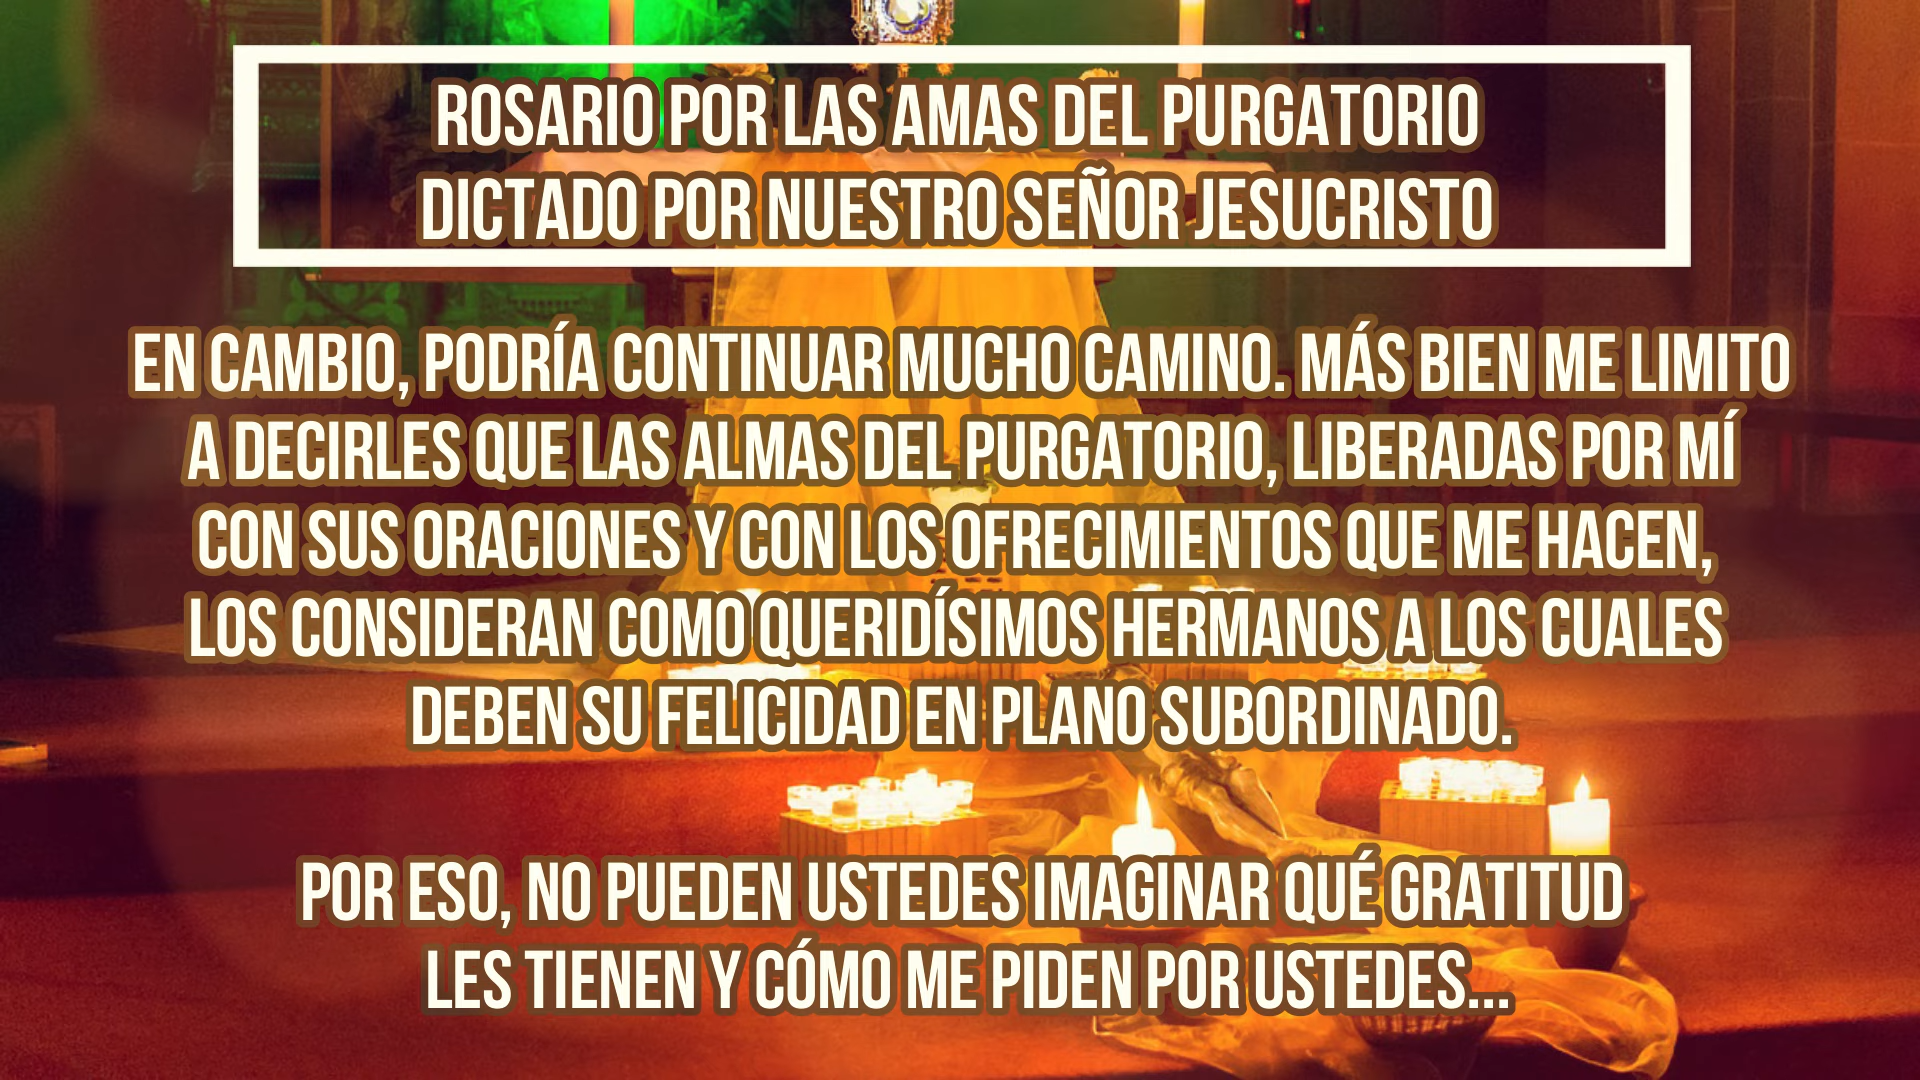 ROSARIO POR LAS AMAS DEL PURGATORIO
DICTADO POR NUESTRO SEÑOR JESUCRISTO
EN CAMBIO, PODRÍA CONTINUAR MUCHO CAMINO. MÁS BIEN ME LIMITO
A DECIRLES QUE LAS ALMAS DEL PURGATORIO, LIBERADAS POR MÍ
CON SUS ORACIONES Y CON LOS OFRECIMIENTOS QUE ME HACEN,
LOS CONSIDERAN COMO QUERIDÍSIMOS HERMANOS A LOS CUALES
DEBEN SU FELICIDAD EN PLANO SUBORDINADO.
POR ESO, NO PUEDEN USTEDES IMAGINAR QUÉ GRATITUD
LES TIENEN Y CÓMO ME PIDEN POR USTEDES...